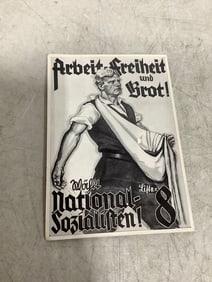 Arbeit, Freiheit
und
Brot!
Wählt
Liste
National-
Sozialisten! 8